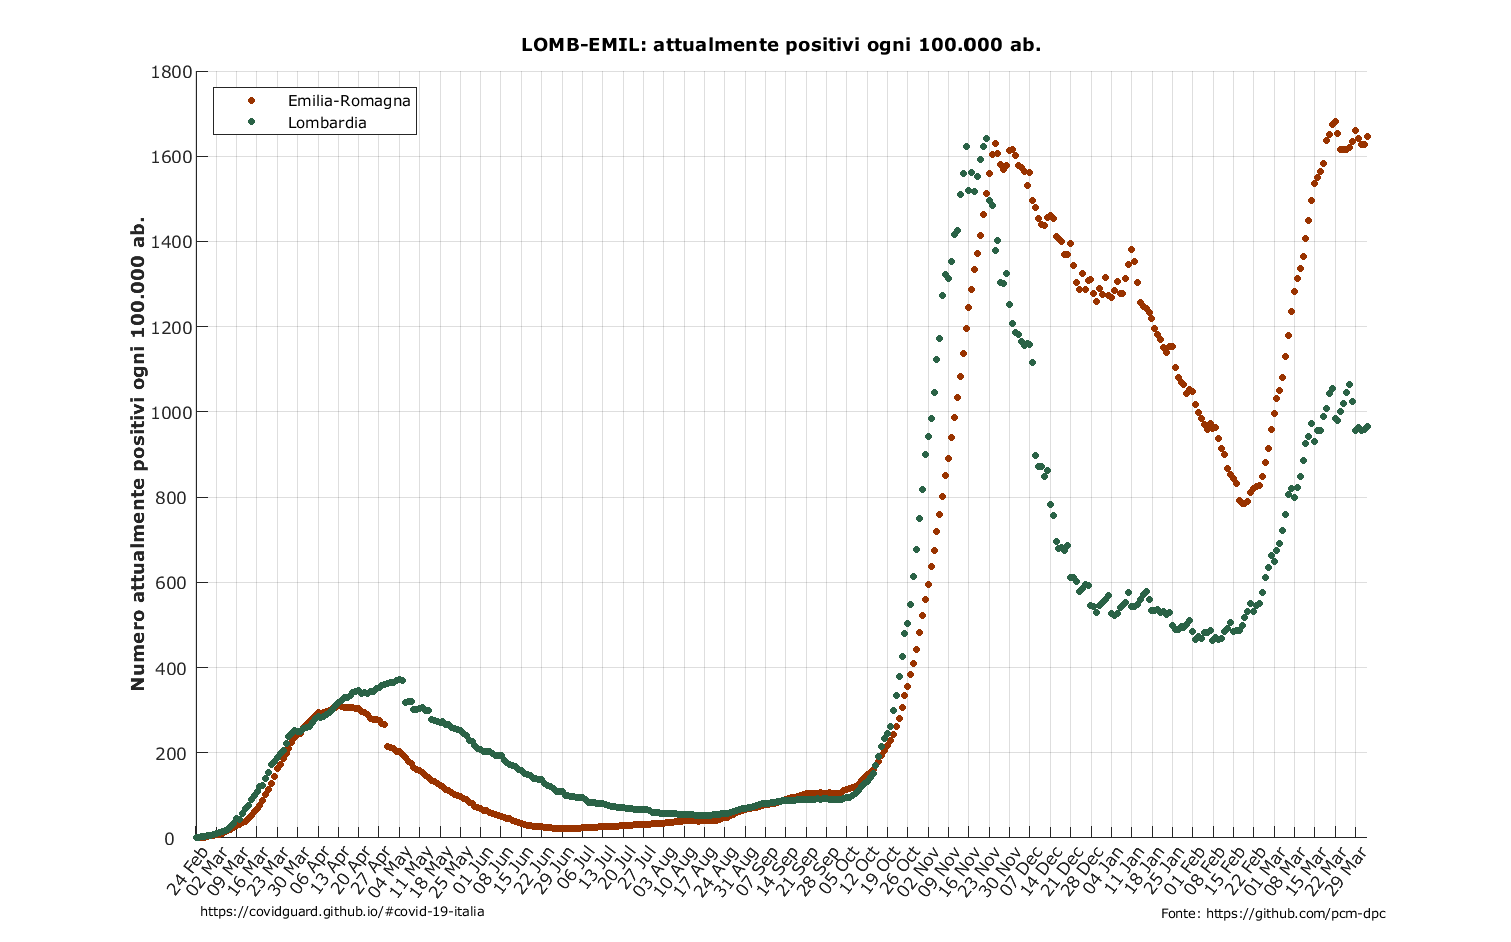 LOMB-EMIL: attualmente positivi ogni 100.000 ab.
Emilia-Romagna
Lombardia
Numero attualmente positivi ogni 100.000 ab.
1800
1600
1400
1200
1000
800
600
400
200
0
24 Feb
02 Mar
09 Mar
16 Mar
23 Mar
30 Mar
06 Apr
13 Apr
20 Apr
27 Apr
04 May
11 May
18 May
25 May
01 Jun
08 Jun
15 Jun
22 Jun
29 Jun
06 Jul
13 Jul
20 Jul
27 Jul
03 Aug
10 Aug
17 Aug
24 Aug
31 Aug
07 Sep
14 Sep
21 Sep
28 Sep
05 Oct
12 Oct
19 Oct
26 Oct
02 Nov
09 Nov
16 Nov
23 Nov
30 Nov
07 Dec
14 Dec
21 Dec
28 Dec
04 Jan
11 Jan
18 Jan
25 Jan
01 Feb
08 Feb
15 Feb
22 Feb
01 Mar
08 Mar
15 Mar
22 Mar
29 Mar
https://covidguard.github.io/#covid-19-italia
Fonte: https://github.com/pcm-dpc